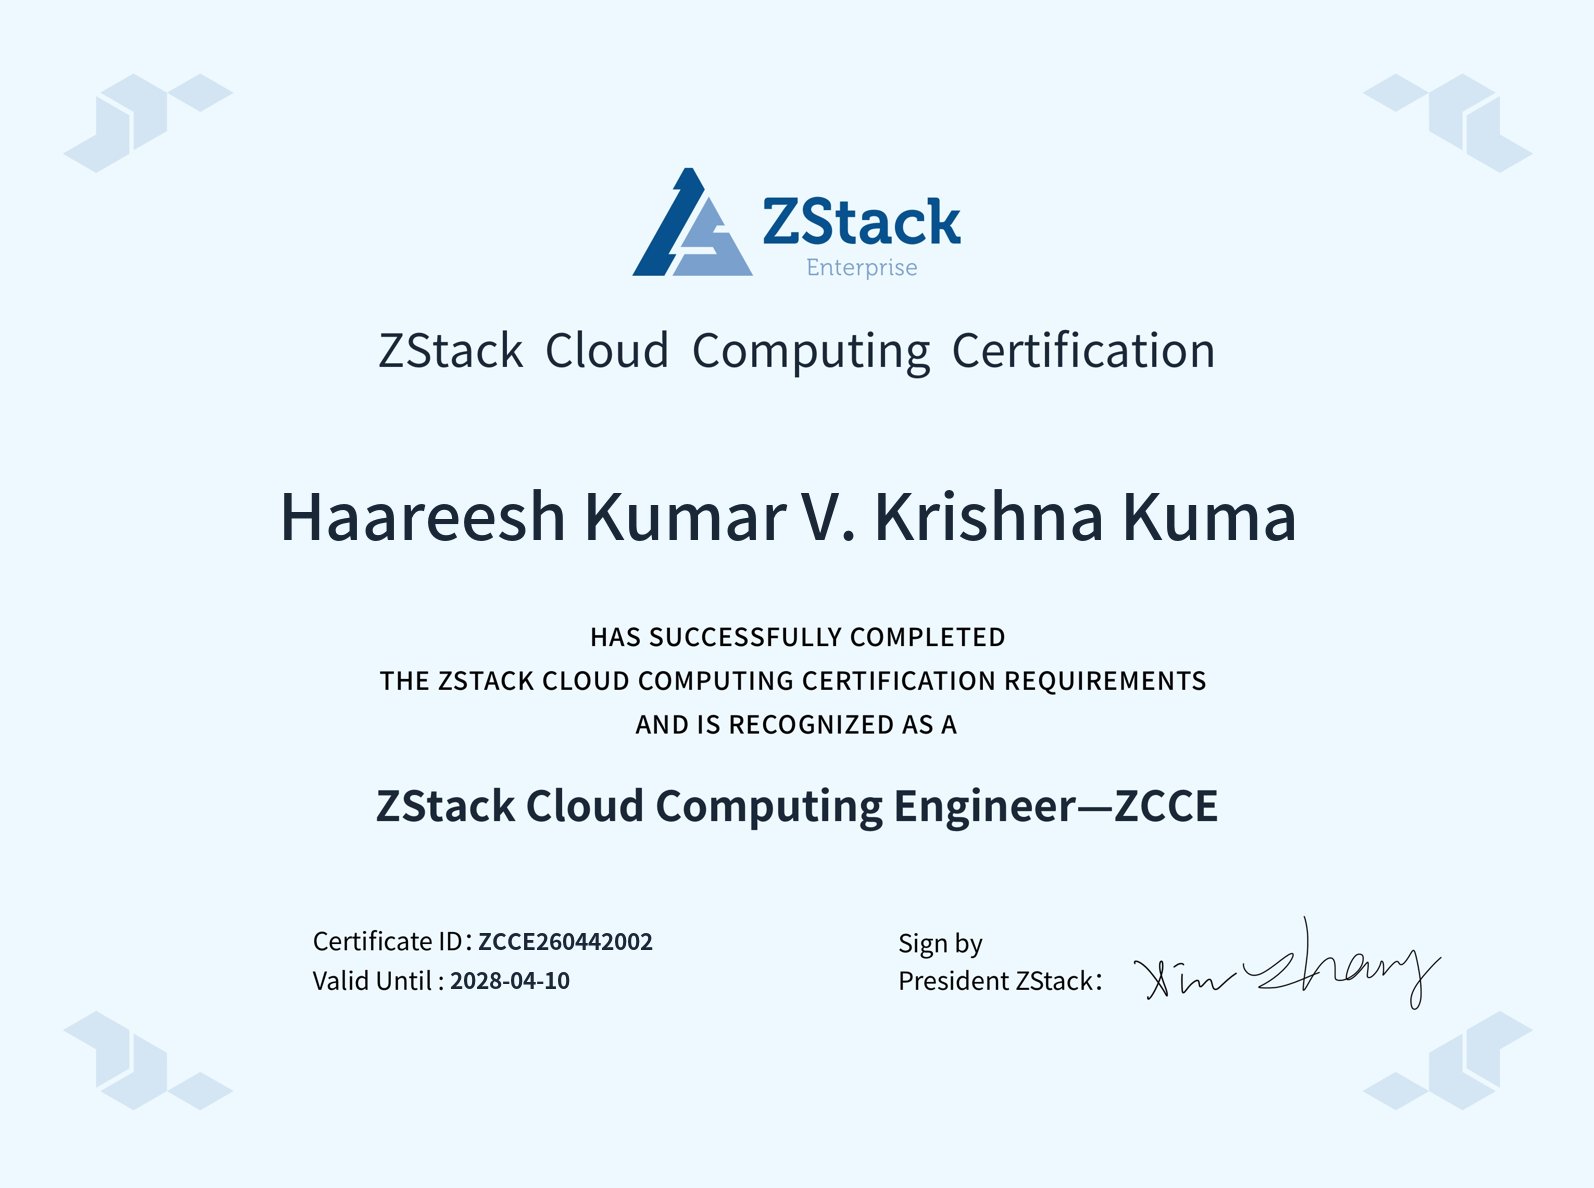 ZStack
Enterprise
ZStack Cloud Computing Certification
Haareesh Kumar V. Krishna Kuma
HAS SUCCESSFULLY COMPLETED
THE ZSTACK CLOUD COMPUTING CERTIFICATION REQUIREMENTS
AND IS RECOGNIZED AS A
ZStack Cloud Computing Engineer—ZCCE
Certificate ID：ZCCE260442002
Valid Until : 2028-04-10
Sign by
President ZStack： Xin Zhang